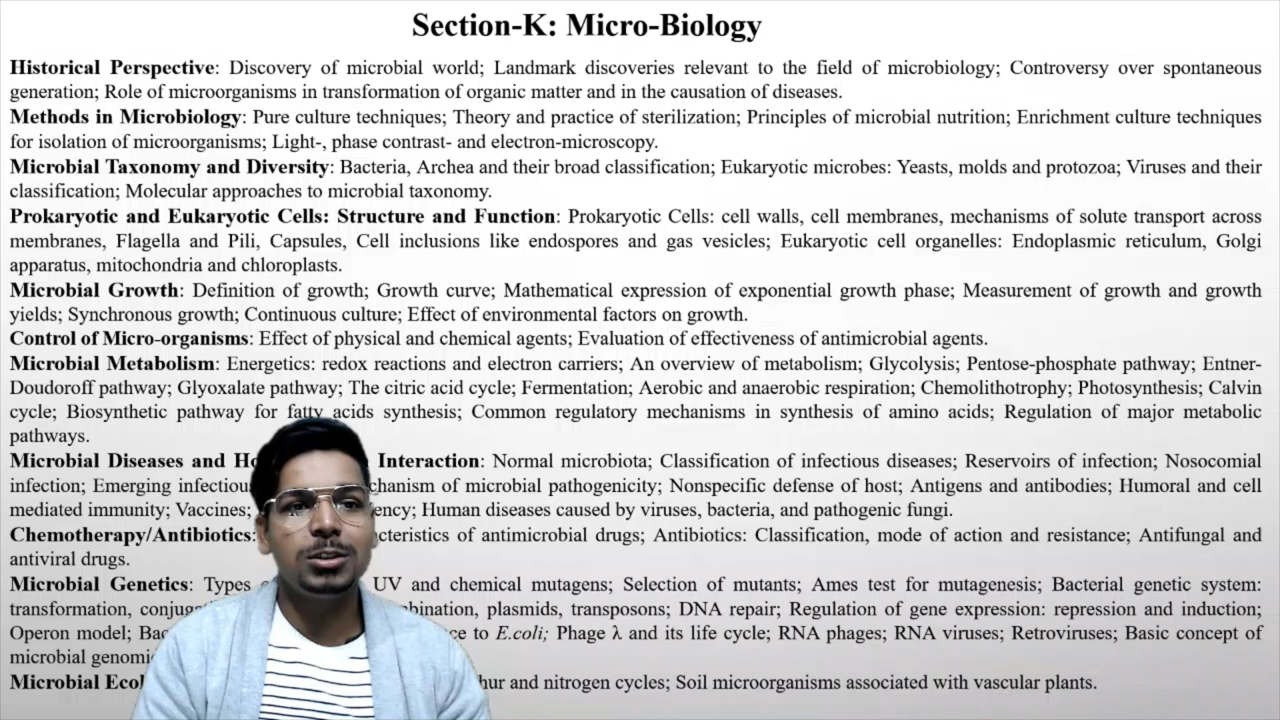 Section-K: Micro-Biology
Historical Perspective: Discovery of microbial world; Landmark discoveries relevant to the field of microbiology; Controversy over spontaneous
generation; Role of microorganisms in transformation of organic matter and in the causation of diseases.
Methods in Microbiology: Pure culture techniques; Theory and practice of sterilization; Principles of microbial nutrition; Enrichment culture techniques
for isolation of microorganisms; Light-, phase contrast- and electron-microscopy.
Microbial Taxonomy and Diversity: Bacteria, Archea and their broad classification; Eukaryotic microbes: Yeasts, molds and protozoa; Viruses and their
classification; Molecular approaches to microbial taxonomy.
Prokaryotic and Eukaryotic Cells: Structure and Function: Prokaryotic Cells: cell walls, cell membranes, mechanisms of solute transport across
membranes, Flagella and Pili, Capsules, Cell inclusions like endospores and gas vesicles; Eukaryotic cell organelles: Endoplasmic reticulum, Golgi
apparatus, mitochondria and chloroplasts.
Microbial Growth: Definition of growth; Growth curve; Mathematical expression of exponential growth phase; Measurement of growth and growth
yields; Synchronous growth; Continuous culture; Effect of environmental factors on growth.
Control of Micro-organisms: Effect of physical and chemical agents; Evaluation of effectiveness of antimicrobial agents.
Microbial Metabolism: Energetics: redox reactions and electron carriers; An overview of metabolism; Glycolysis; Pentose-phosphate pathway; Entner-
Doudoroff pathway; Glyoxalate pathway; The citric acid cycle; Fermentation; Aerobic and anaerobic respiration; Chemolithotrophy; Photosynthesis; Calvin
cycle; Biosynthetic pathway for fatty acids synthesis; Common regulatory mechanisms in synthesis of amino acids; Regulation of major metabolic
pathways.
Microbial Diseases and Interaction: Normal microbiota; Classification of infectious diseases; Reservoirs of infection; Nosocomial
infection; Emerging of microbial pathogenicity; Nonspecific defense of host; Antigens and antibodies; Humoral and cell
mediated immunity; Vaccines; Human diseases caused by viruses, bacteria, and pathogenic fungi.
Chemotherapy/Antibiotics: of antimicrobial drugs; Antibiotics: Classification, mode of action and resistance; Antifungal and
antiviral drugs.
Microbial Genetics: Types UV and chemical mutagens; Selection of mutants; Ames test for mutagenesis; Bacterial genetic system:
transformation, plasmids, transposons; DNA repair; Regulation of gene expression: repression and induction;
Operon model; to E.coli; Phage λ and its life cycle; RNA phages; RNA viruses; Retroviruses; Basic concept of
microbial
Microbial and nitrogen cycles; Soil microorganisms associated with vascular plants.